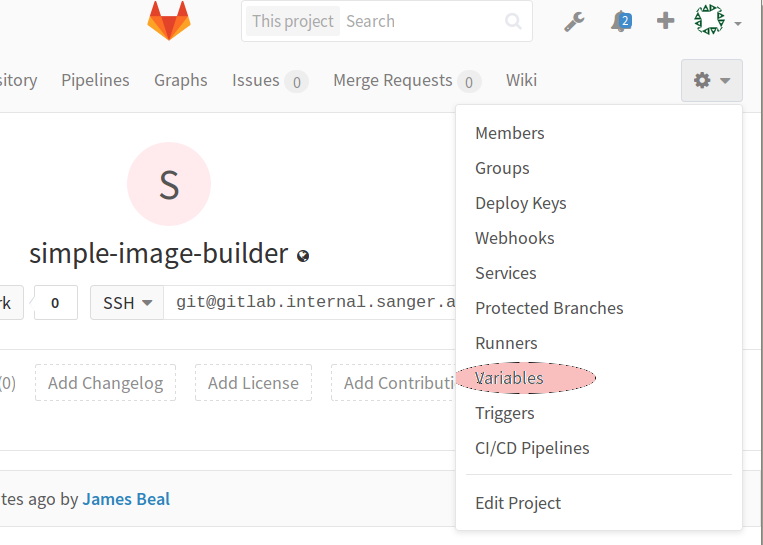 This project Search 2
sitory Pipelines Graphs Issues 0 Merge Requests 0 Wiki
S
simple-image-builder
rk 0 SSH git@gitlab.internal.sanger.a
(0) Add Changelog Add License Add Contributi
tes ago by James Beal
Members
Groups
Deploy Keys
Webhooks
Services
Protected Branches
Runners
Variables
Triggers
CI/CD Pipelines
Edit Project